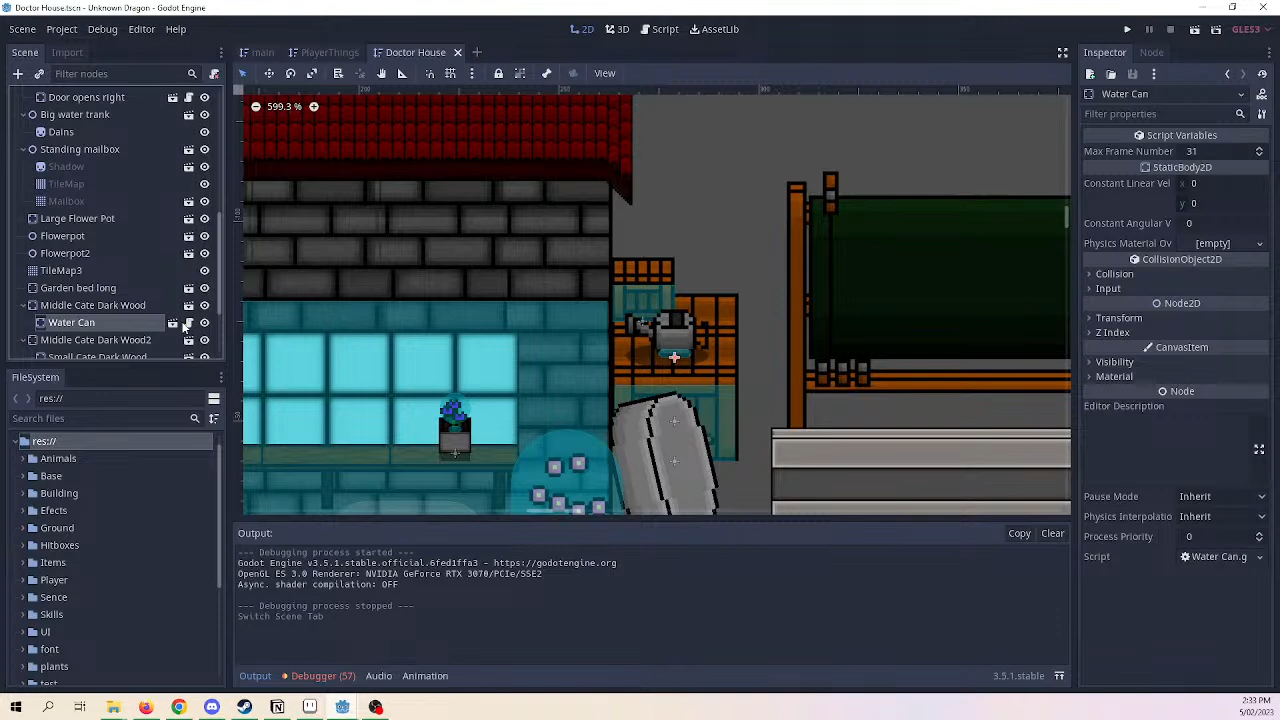 Doctor House.tscn - Unknown Dragon - Godot Engine
Scene Project Debug Editor Help
2D 3D Script AssetLib
GLES3
Scene Import
main PlayerThings Doctor House
Inspector Node
Filter nodes
View
Water Can
Filter properties
Door opens right
Big water trank
Dains
Standing mailbox
Shadow
TileMap
Mailbox
Large Flower Pot
Flowerpot
Flowerpot2
TileMap3
Garden bed long
Middle Cate Dark Wood
Water Can
Middle Cate Dark Wood2
Small Cate Dark Wood
200 250 300 350
599.3 %
Script Variables
Max Frame Number 31
StaticBody2D
Constant Linear Vel x 0
y 0
Constant Angular V 0
Physics Material Ov [empty]
CollisionObject2D
Collision
Input
Node2D
Transform
Z Index
CanvasItem
Visibility
Material
Node
Editor Description
Pause Mode Inherit
Physics Interpolatio Inherit
Process Priority 0
Script Water Can.g
FileSystem
res://
Search files
res://
Animals
Base
Building
Efects
Ground
Hitboxes
Items
Player
Sence
Skills
UI
font
plants
test
Output:
Copy Clear
--- Debugging process started ---
Godot Engine v3.5.1.stable.official.6fed1ffa3 - https://godotengine.org
OpenGL ES 3.0 Renderer: NVIDIA GeForce RTX 3070/PCIe/SSE2
Async. shader compilation: OFF
--- Debugging process stopped ---
Switch Scene Tab
Output Debugger (57) Audio Animation
3.5.1.stable
2:33 PM
5/02/2023